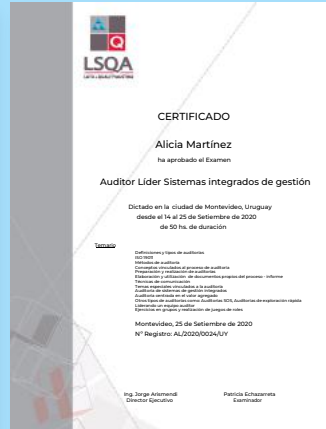 LSQA
CERTIFICADO
Alicia Martínez
ha aprobado el Examen
Auditor Líder Sistemas integrados de gestión
Dictado en la ciudad de Montevideo, Uruguay
desde el 14 al 25 de Setiembre de 2020
de 50 hs. de duración
Temario
Definiciones y tipos de auditorías
Métodos de auditoría
Conceptos vinculados al proceso de auditoría
Preparación y realización de auditorías
Elaboración y utilización de documentos propios del proceso - informe
Técnicas de comunicación
Temas especiales vinculados a la auditoría
Auditoría de sistemas de gestión integrados
Auditoría centrada en el valor agregado
Otros tipos de auditorías como Auditorías SOS, Auditorías de exploración rápida
Liderando un equipo auditor
Ejercicios en grupos y realización de juegos de roles
Montevideo, 25 de Setiembre de 2020
Nº Registro: AL/2020/0024/UY
Ing. Jorge Arismendi
Director Ejecutivo
Patricia Echazarreta
Examinador